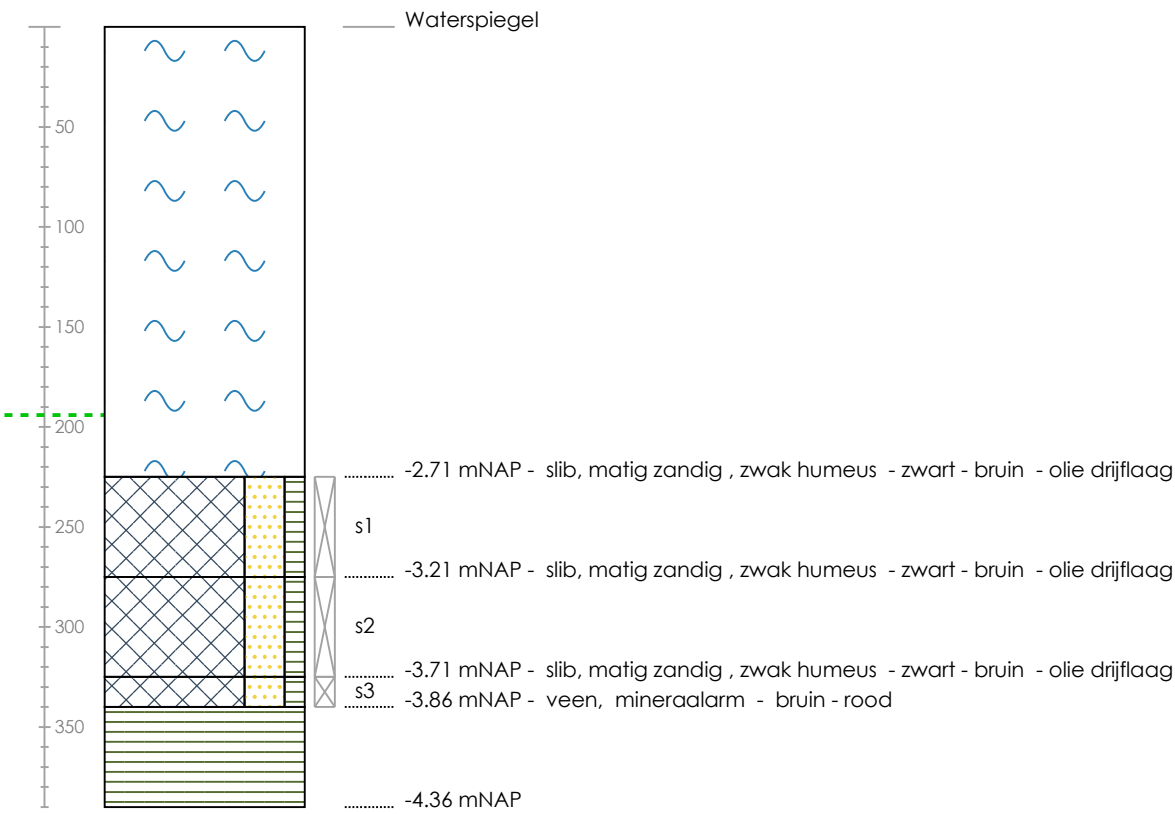 Waterspiegel
50
100
150
200
-2.71 mNAP - slib, matig zandig , zwak humeus - zwart - bruin - olie drijflaag
250
s1
-3.21 mNAP - slib, matig zandig , zwak humeus - zwart - bruin - olie drijflaag
300
s2
-3.71 mNAP - slib, matig zandig , zwak humeus - zwart - bruin - olie drijflaag
s3
-3.86 mNAP - veen, mineraalarm - bruin - rood
350
-4.36 mNAP